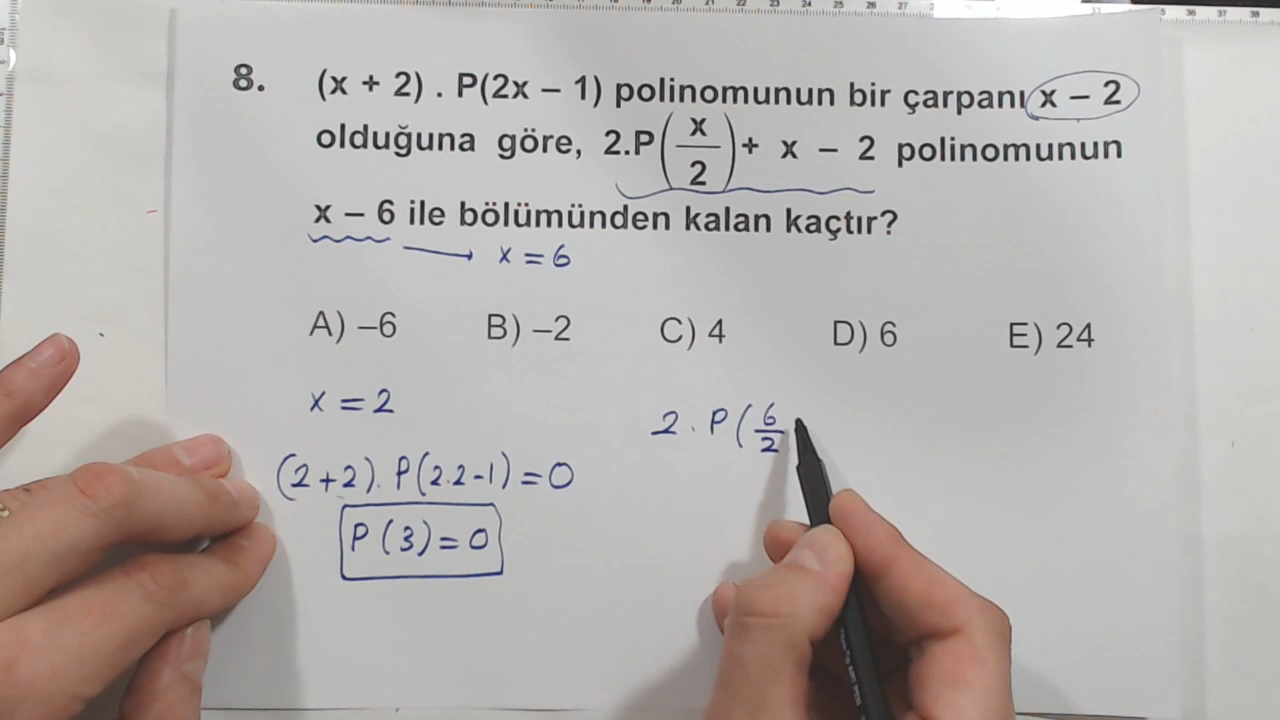 8. (x + 2) . P(2x – 1) polinomunun bir çarpanı x – 2
olduğuna göre, 2.P(x/2) + x – 2 polinomunun
x – 6 ile bölümünden kalan kaçtır?
x = 6
A) –6 B) –2 C) 4 D) 6 E) 24
x = 2
2 . P(6/2
(2+2). P(2.2-1) = 0
P(3) = 0